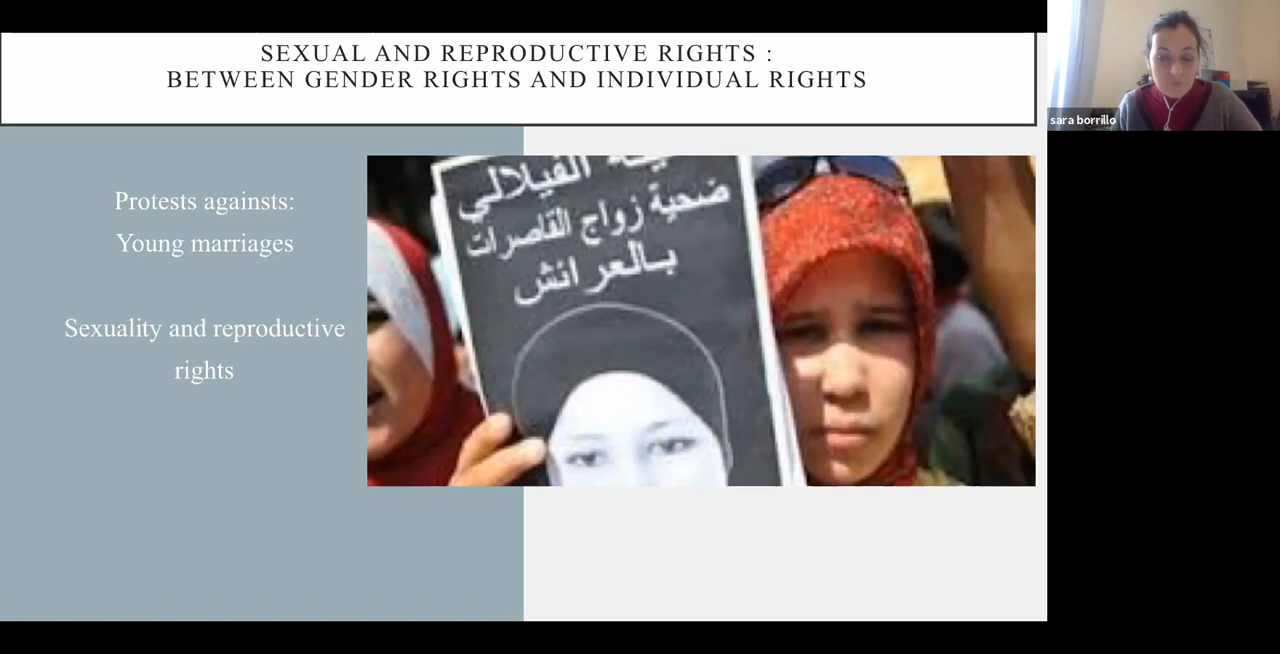 SEXUAL AND REPRODUCTIVE RIGHTS :
BETWEEN GENDER RIGHTS AND INDIVIDUAL RIGHTS
sara borrillo
Protests againsts:
Young marriages
Sexuality and reproductive
rights
الفيلالي
ضحية زواج القاصرات
بالعرائش